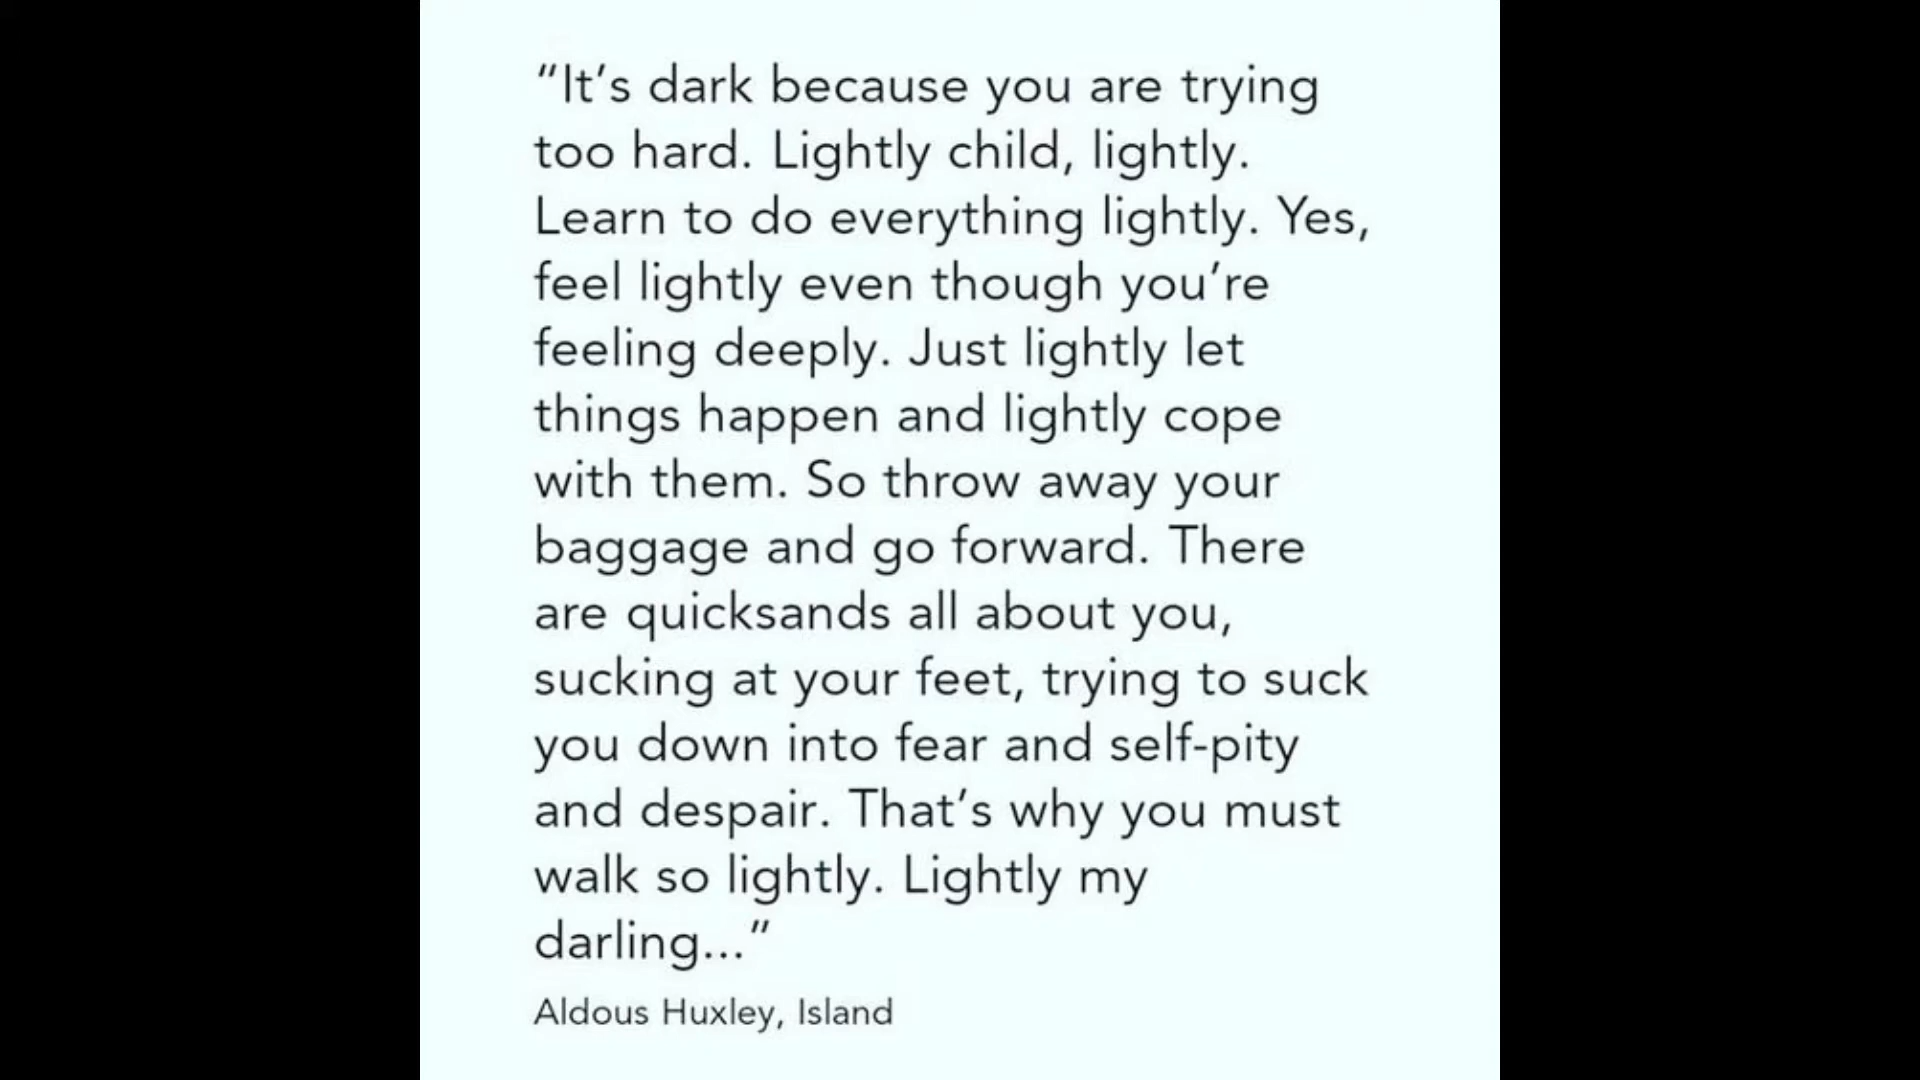 “It’s dark because you are trying
too hard. Lightly child, lightly.
Learn to do everything lightly. Yes,
feel lightly even though you’re
feeling deeply. Just lightly let
things happen and lightly cope
with them. So throw away your
baggage and go forward. There
are quicksands all about you,
sucking at your feet, trying to suck
you down into fear and self-pity
and despair. That’s why you must
walk so lightly. Lightly my
darling...”
Aldous Huxley, Island